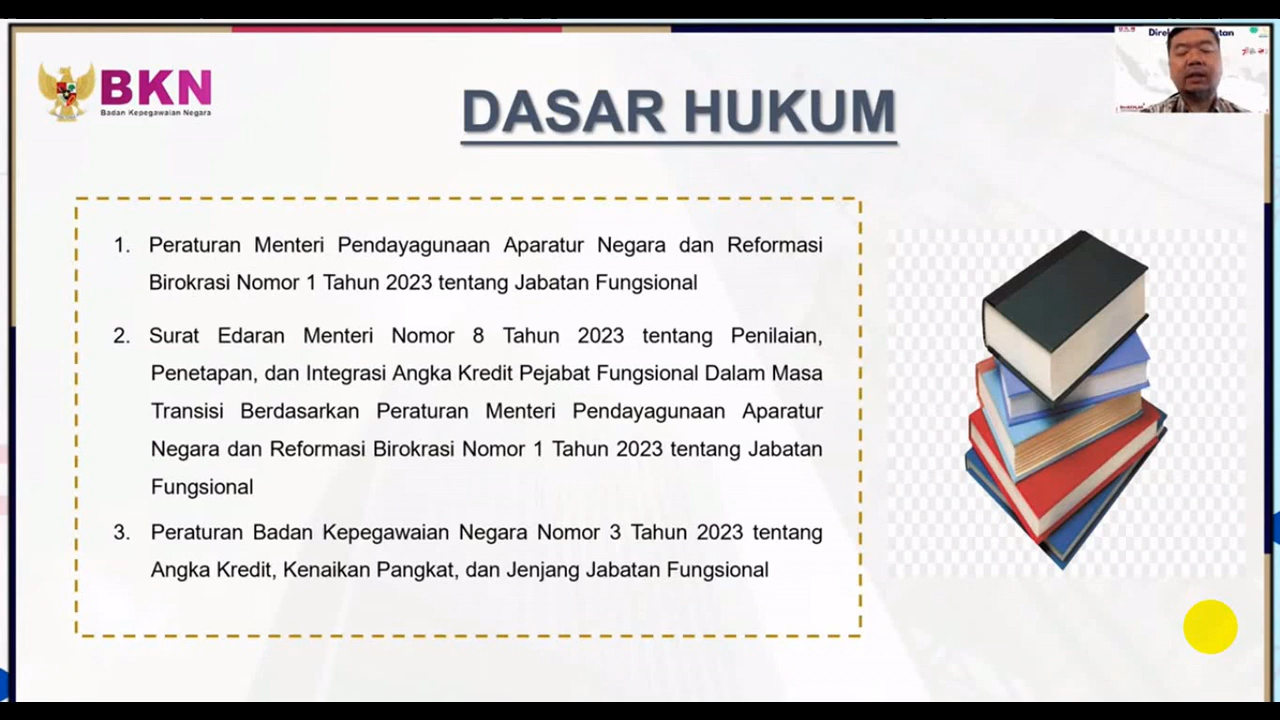 BKN
Badan Kepegawaian Negara
DASAR HUKUM
1. Peraturan Menteri Pendayagunaan Aparatur Negara dan Reformasi
Birokrasi Nomor 1 Tahun 2023 tentang Jabatan Fungsional
2. Surat Edaran Menteri Nomor 8 Tahun 2023 tentang Penilaian,
Penetapan, dan Integrasi Angka Kredit Pejabat Fungsional Dalam Masa
Transisi Berdasarkan Peraturan Menteri Pendayagunaan Aparatur
Negara dan Reformasi Birokrasi Nomor 1 Tahun 2023 tentang Jabatan
Fungsional
3. Peraturan Badan Kepegawaian Negara Nomor 3 Tahun 2023 tentang
Angka Kredit, Kenaikan Pangkat, dan Jenjang Jabatan Fungsional